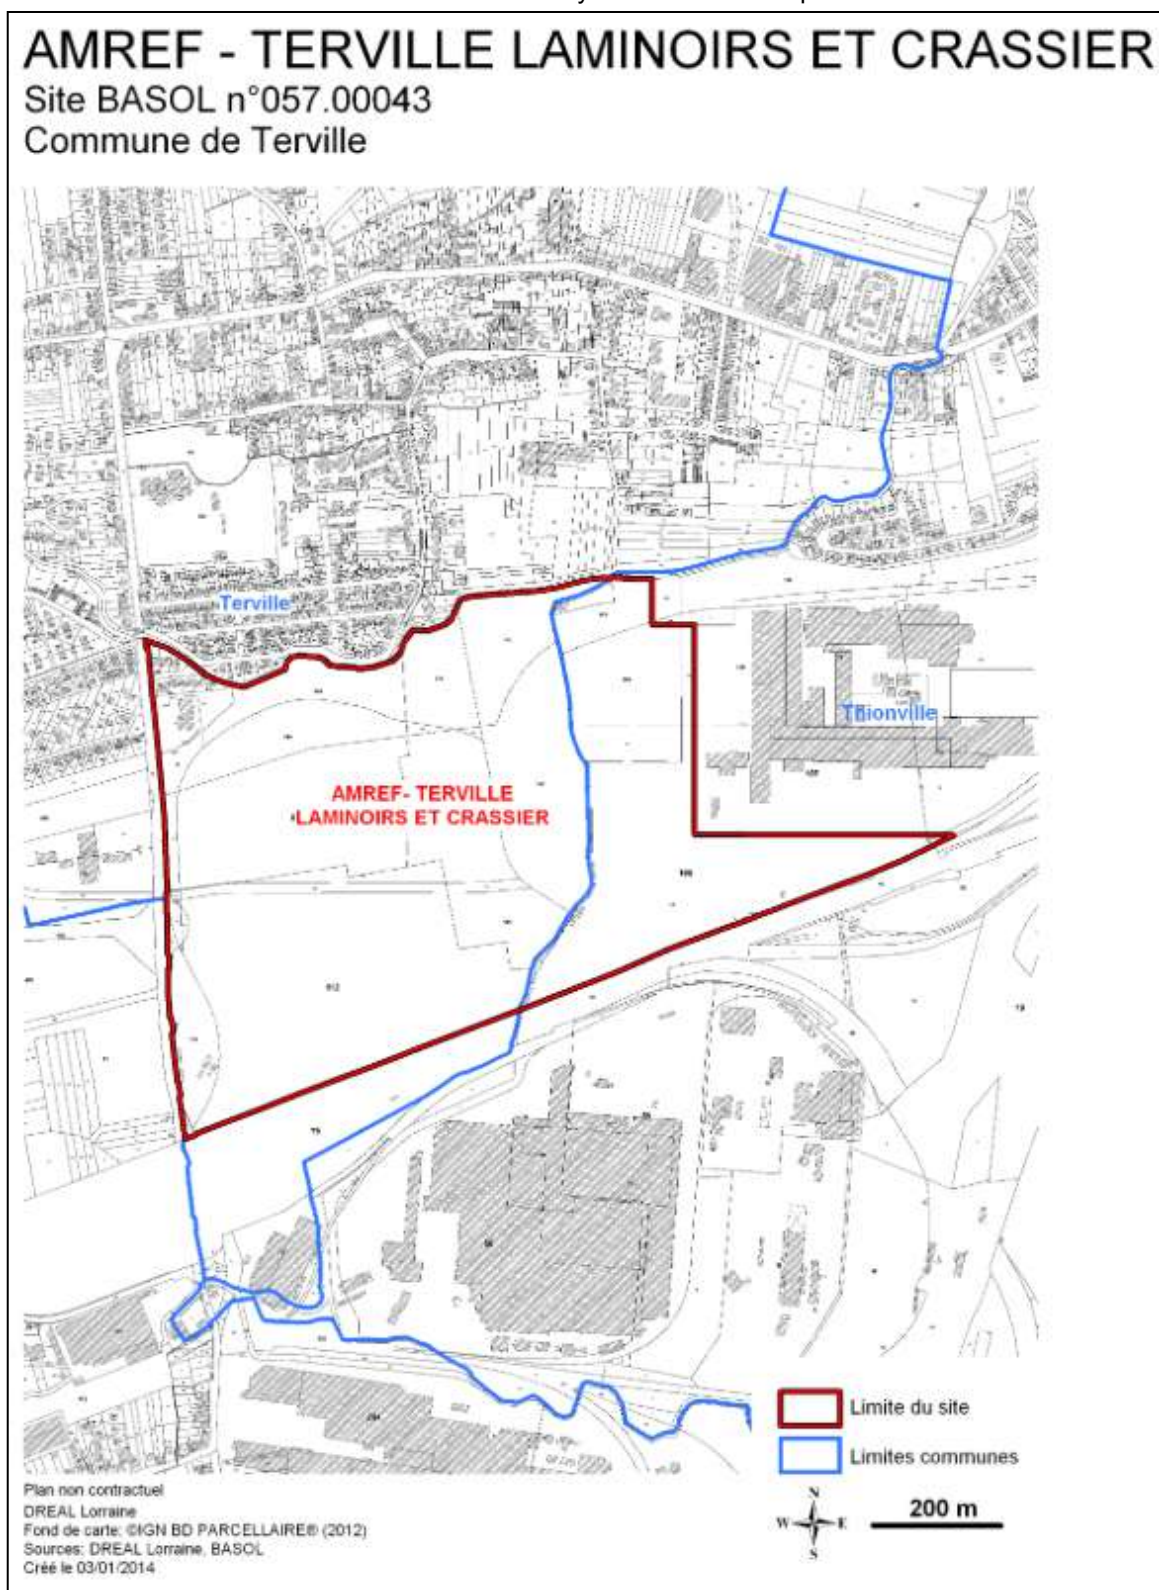 AMREF - TERVILLE LAMINOIRS ET CRASSIER
Site BASOL n°057.00043
Commune de Terville
Terville
Thionville
AMREF- TERVILLE
LAMINOIRS ET CRASSIER
Limite du site
Limites communes
N
W E
S
200 m
Plan non contractuel
DREAL Lorraine
Fond de carte: ©IGN BD PARCELLAIRE® (2012)
Sources: DREAL Lorraine, BASOL
Créé le 03/01/2014